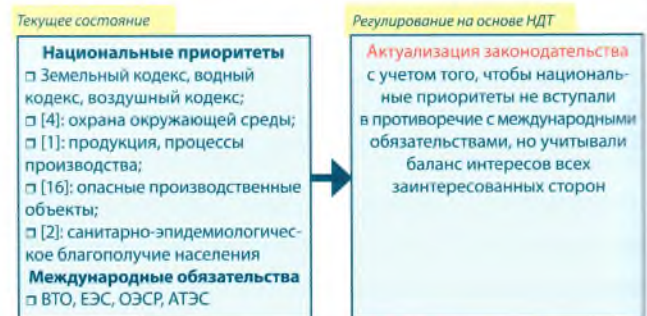 Текущее состояние
Национальные приоритеты
□ Земельный кодекс, водный
кодекс, воздушный кодекс;
□ [4]: охрана окружающей среды;
□ [1]: продукция, процессы
производства;
□ [16]: опасные производственные
объекты;
□ [2]: санитарно-эпидемиологичес-
кое благополучие населения
Международные обязательства
□ ВТО, ЕЭС, ОЭСР, АТЭС
Регулирование на основе НДТ
Актуализация законодательства
с учетом того, чтобы националь-
ные приоритеты не вступали
в противоречие с международными
обязательствами, но учитывали
баланс интересов всех
заинтересованных сторон